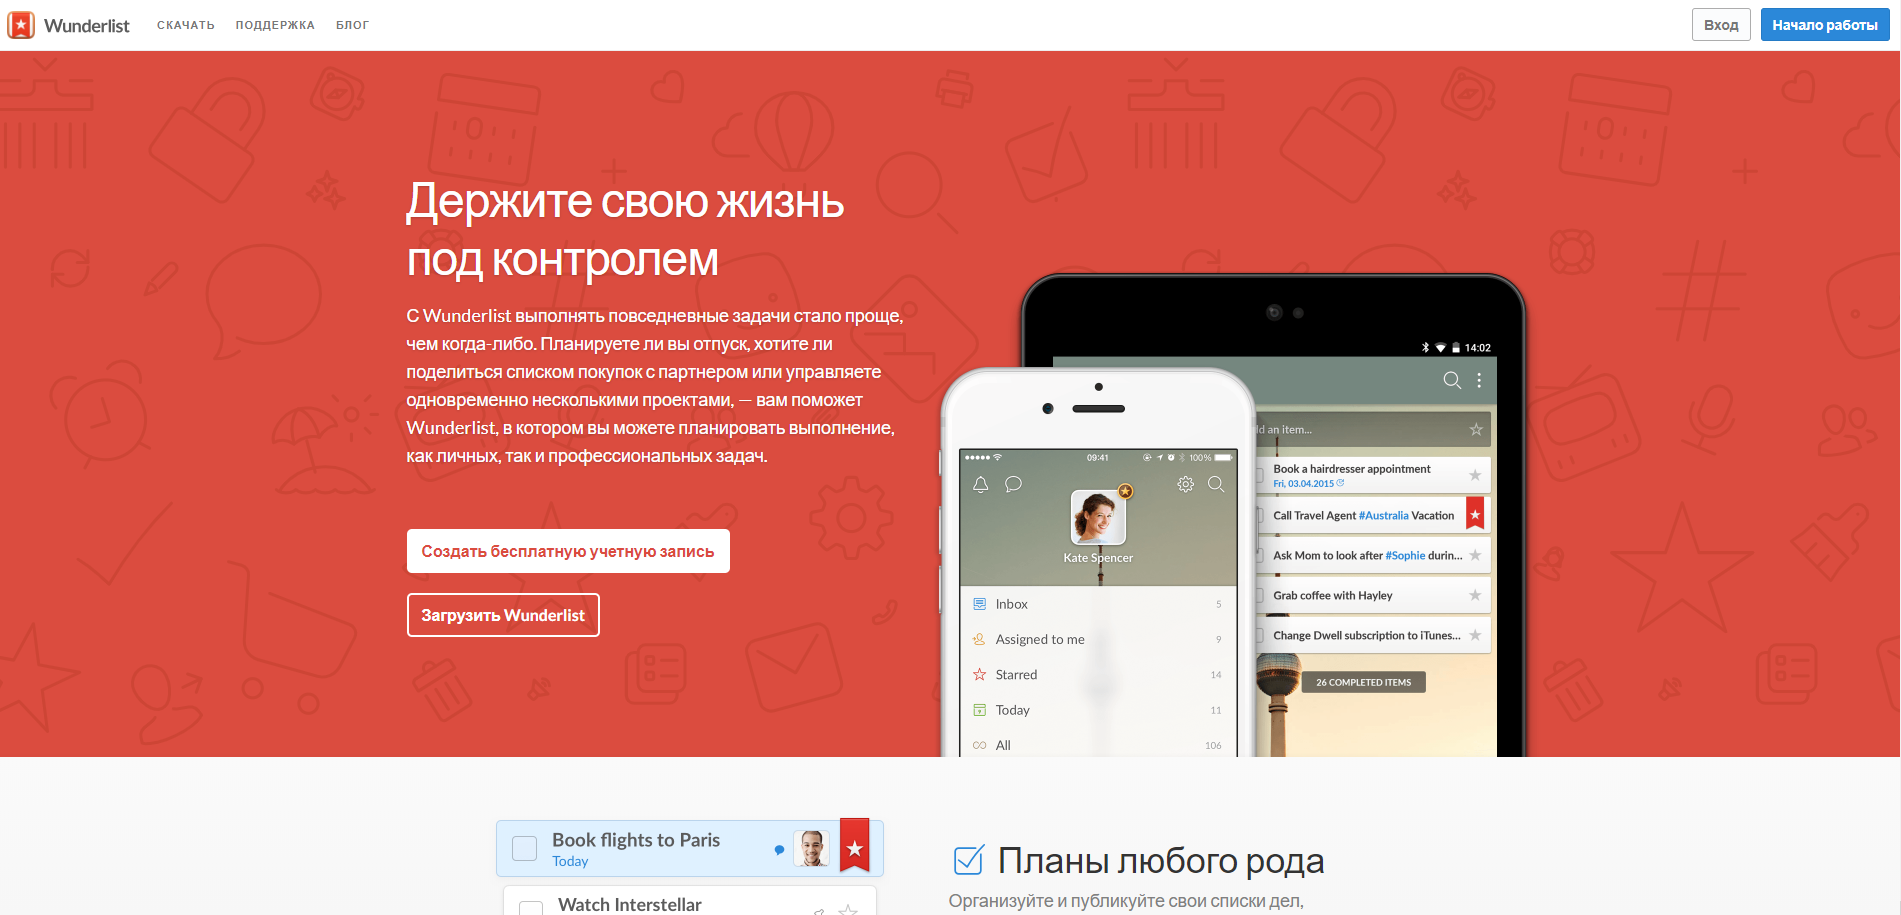 Wunderlist СКАЧАТЬ ПОДДЕРЖКА БЛОГ Вход Начало работы
Держите свою жизнь
под контролем
С Wunderlist выполнять повседневные задачи стало проще,
чем когда-либо. Планируете ли вы отпуск, хотите ли
поделиться списком покупок с партнером или управляете
одновременно несколькими проектами, — вам поможет
Wunderlist, в котором вы можете планировать выполнение,
как личных, так и профессиональных задач.
Создать бесплатную учетную запись
Загрузить Wunderlist
14:02
dd an item...
Book a hairdresser appointment
Fri, 03.04.2015
Call Travel Agent #Australia Vacation
Ask Mom to look after #Sophie durin...
Grab coffee with Hayley
Change Dwell subscription to iTunes...
26 COMPLETED ITEMS
09:41 100%
Kate Spencer
Inbox 5
Assigned to me 9
Starred 14
Today 11
All 106
Book flights to Paris
Today
Watch Interstellar
Планы любого рода
Организуйте и публикуйте свои списки дел,